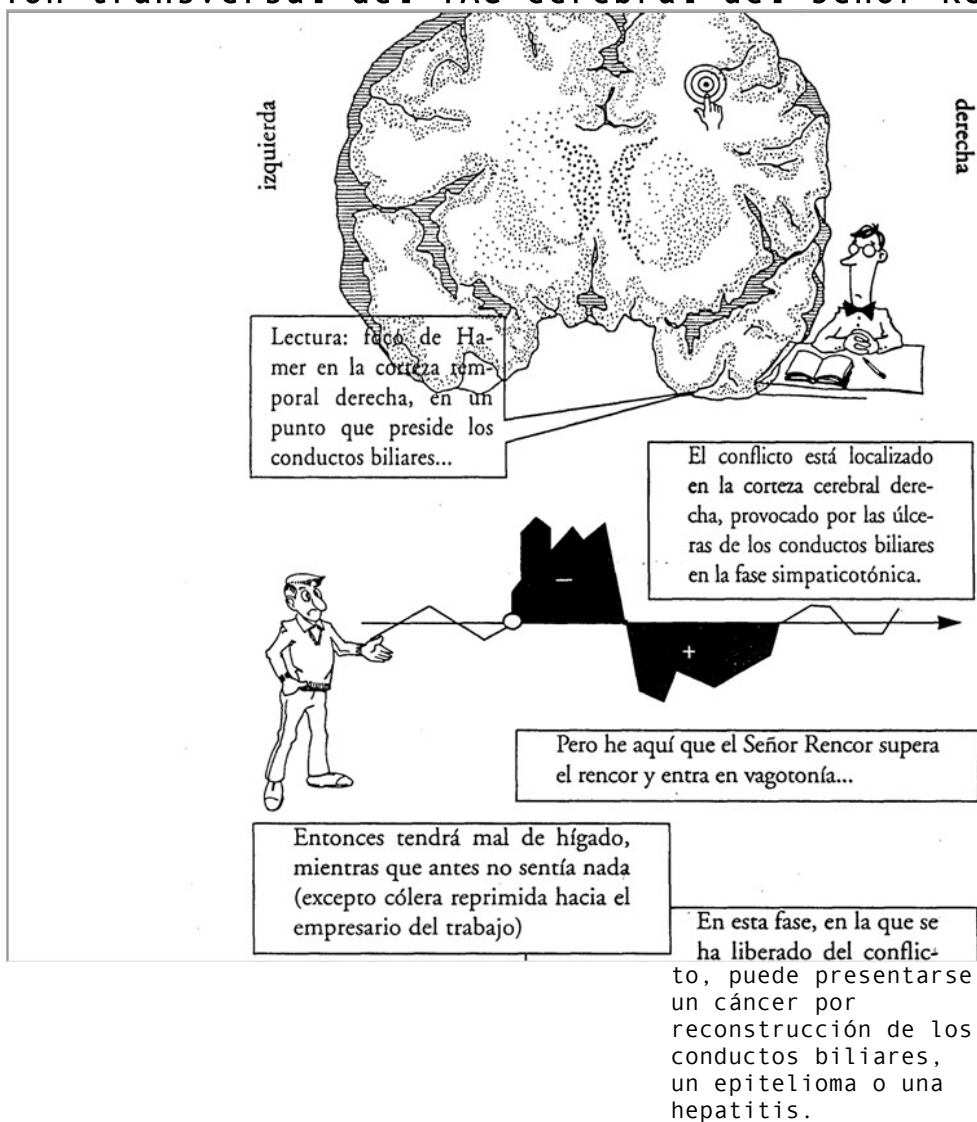 ión transversal del TAC cerebral del Señor Re
izquierda
derecha
Lectura: foco de Ha-
mer en la corteza tem-
poral derecha, en un
punto que preside los
conductos biliares...
El conflicto está localizado
en la corteza cerebral dere-
cha, provocado por las úlce-
ras de los conductos biliares
en la fase simpaticotónica.
–
+
Pero he aquí que el Señor Rencor supera
el rencor y entra en vagotonía...
Entonces tendrá mal de hígado,
mientras que antes no sentía nada
(excepto cólera reprimida hacia el
empresario del trabajo)
En esta fase, en la que se
ha liberado del conflic-
to, puede presentarse
un cáncer por
reconstrucción de los
conductos biliares,
un epitelioma o una
hepatitis.